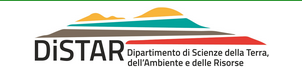 DiSTAR Dipartimento di Scienze della Terra,
dell'Ambiente e delle Risorse